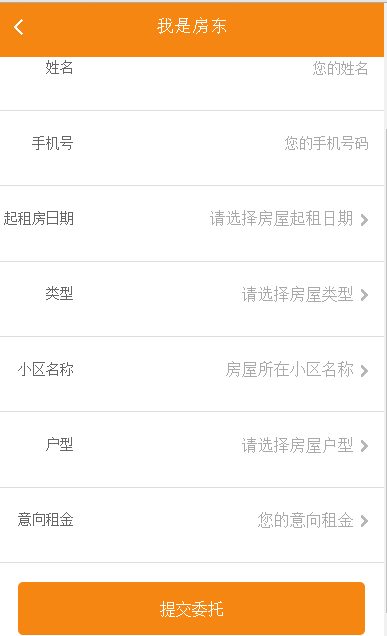 我是房东
姓名 您的姓名
手机号 您的手机号码
起租房日期 请选择房屋起租日期
类型 请选择房屋类型
小区名称 房屋所在小区名称
户型 请选择房屋户型
意向租金 您的意向租金
提交委托